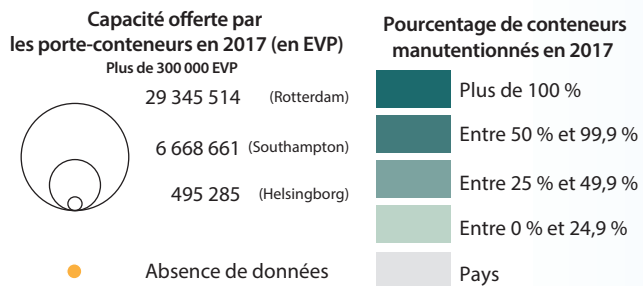 Capacité offerte par
les porte-conteneurs en 2017 (en EVP)
Plus de 300 000 EVP
29 345 514 (Rotterdam)
6 668 661 (Southampton)
495 285 (Helsingborg)
Absence de données
Pourcentage de conteneurs
manutentionnés en 2017
Plus de 100 %
Entre 50 % et 99,9 %
Entre 25 % et 49,9 %
Entre 0 % et 24,9 %
Pays